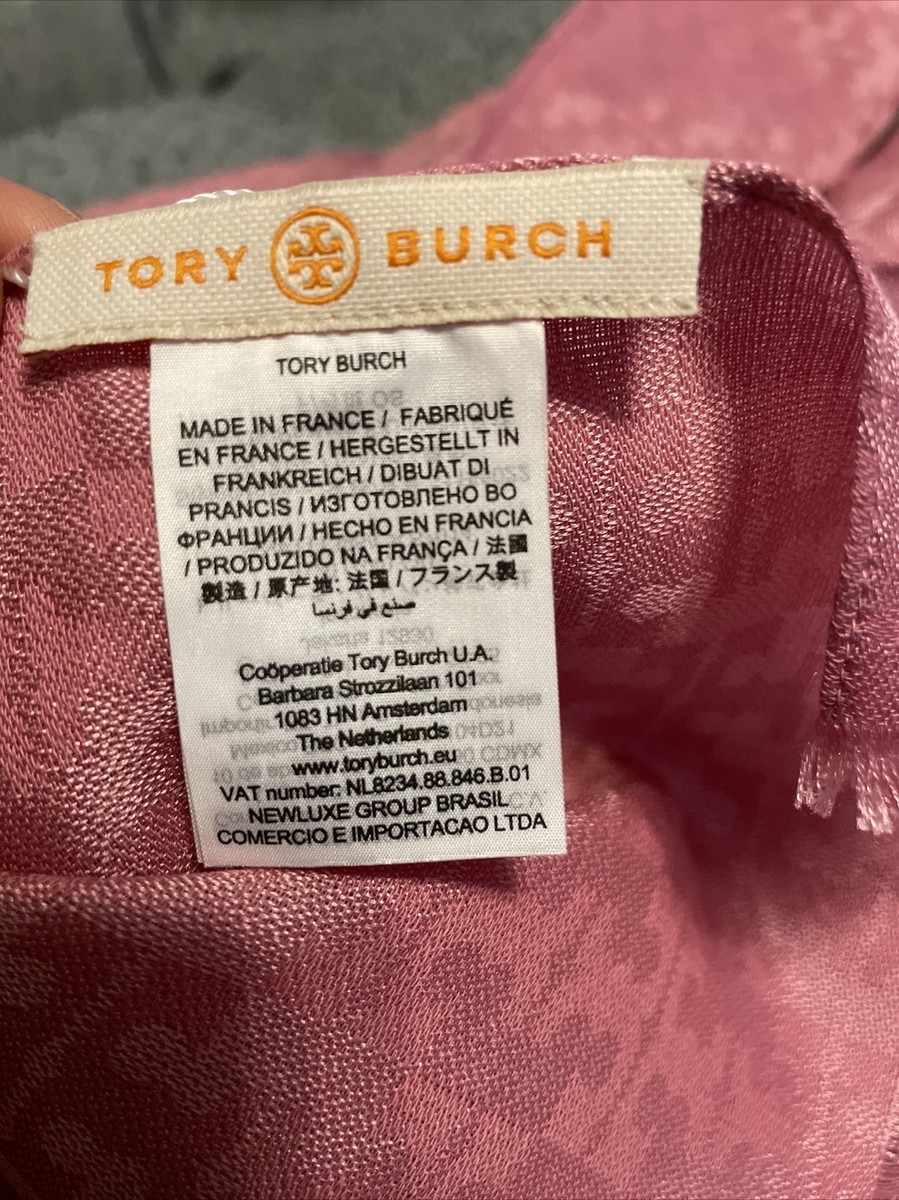 TORY BURCH
TORY BURCH
MADE IN FRANCE / FABRIQUÉ
EN FRANCE / HERGESTELLT IN
FRANKREICH / DIBUAT DI
PRANCIS / ИЗГОТОВЛЕНО ВО
ФРАНЦИИ / HECHO EN FRANCIA
/ PRODUZIDO NA FRANÇA / 法國
製造 / 原产地: 法国 / フランス製
صنع في فرنسا
Coöperatie Tory Burch U.A.
Barbara Strozzilaan 101
1083 HN Amsterdam
The Netherlands
www.toryburch.eu
VAT number: NL8234.88.846.B.01
NEWLUXE GROUP BRASIL
COMERCIO E IMPORTACAO LTDA